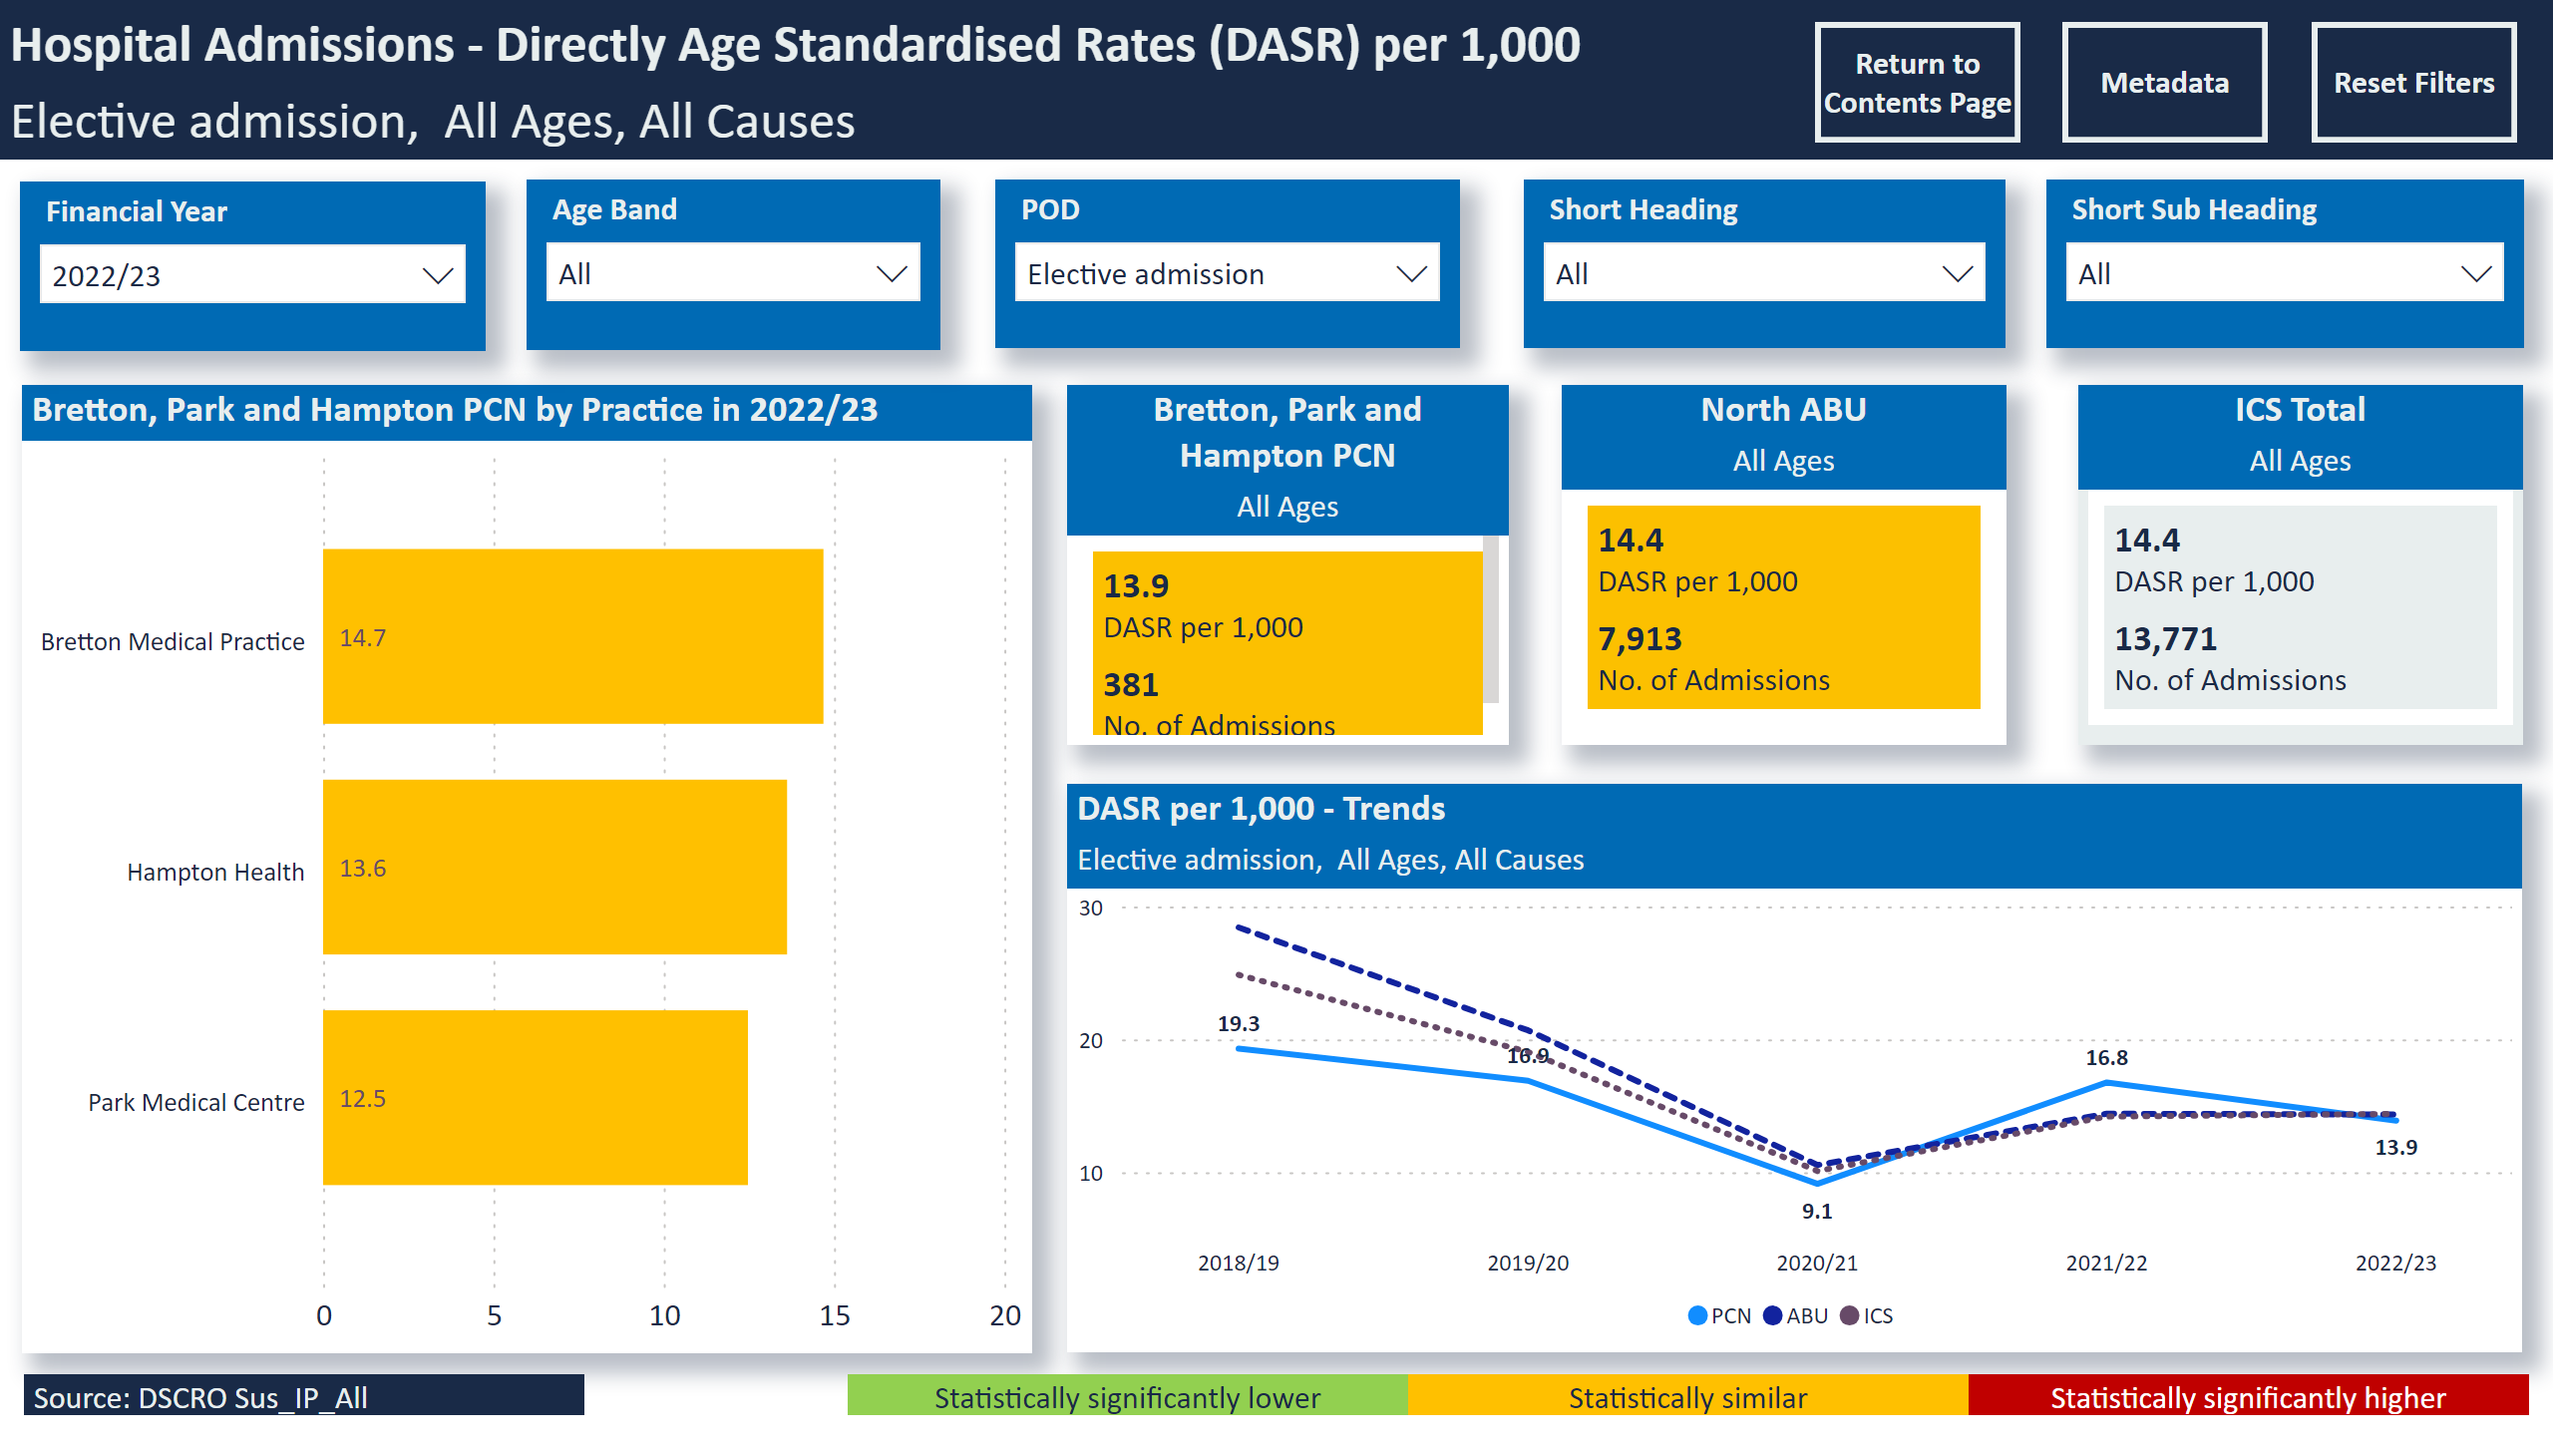 Hospital Admissions - Directly Age Standardised Rates (DASR) per 1,000
Elective admission,  All Ages, All Causes
Return to
Contents Page
Metadata
Reset Filters
Financial Year
2022/23
Age Band
All
POD
Elective admission
Short Heading
All
Short Sub Heading
All
Bretton, Park and Hampton PCN by Practice in 2022/23
Bretton Medical Practice
14.7
Hampton Health
13.6
Park Medical Centre
12.5
0 5 10 15 20
Bretton, Park and
Hampton PCN
All Ages
13.9
DASR per 1,000
381
No. of Admissions
North ABU
All Ages
14.4
DASR per 1,000
7,913
No. of Admissions
ICS Total
All Ages
14.4
DASR per 1,000
13,771
No. of Admissions
DASR per 1,000 - Trends
Elective admission,  All Ages, All Causes
30
20
10
19.3
16.9
9.1
16.8
13.9
2018/19 2019/20 2020/21 2021/22 2022/23
PCN ABU ICS
Source: DSCRO Sus_IP_All
Statistically significantly lower
Statistically similar
Statistically significantly higher